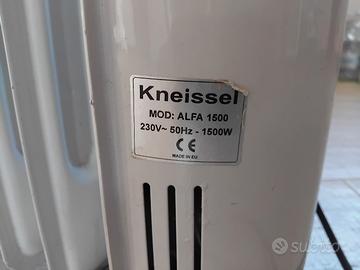 Kneissel
MOD: ALFA 1500
230V~ 50Hz - 1500W
CE
MADE IN EU
subito